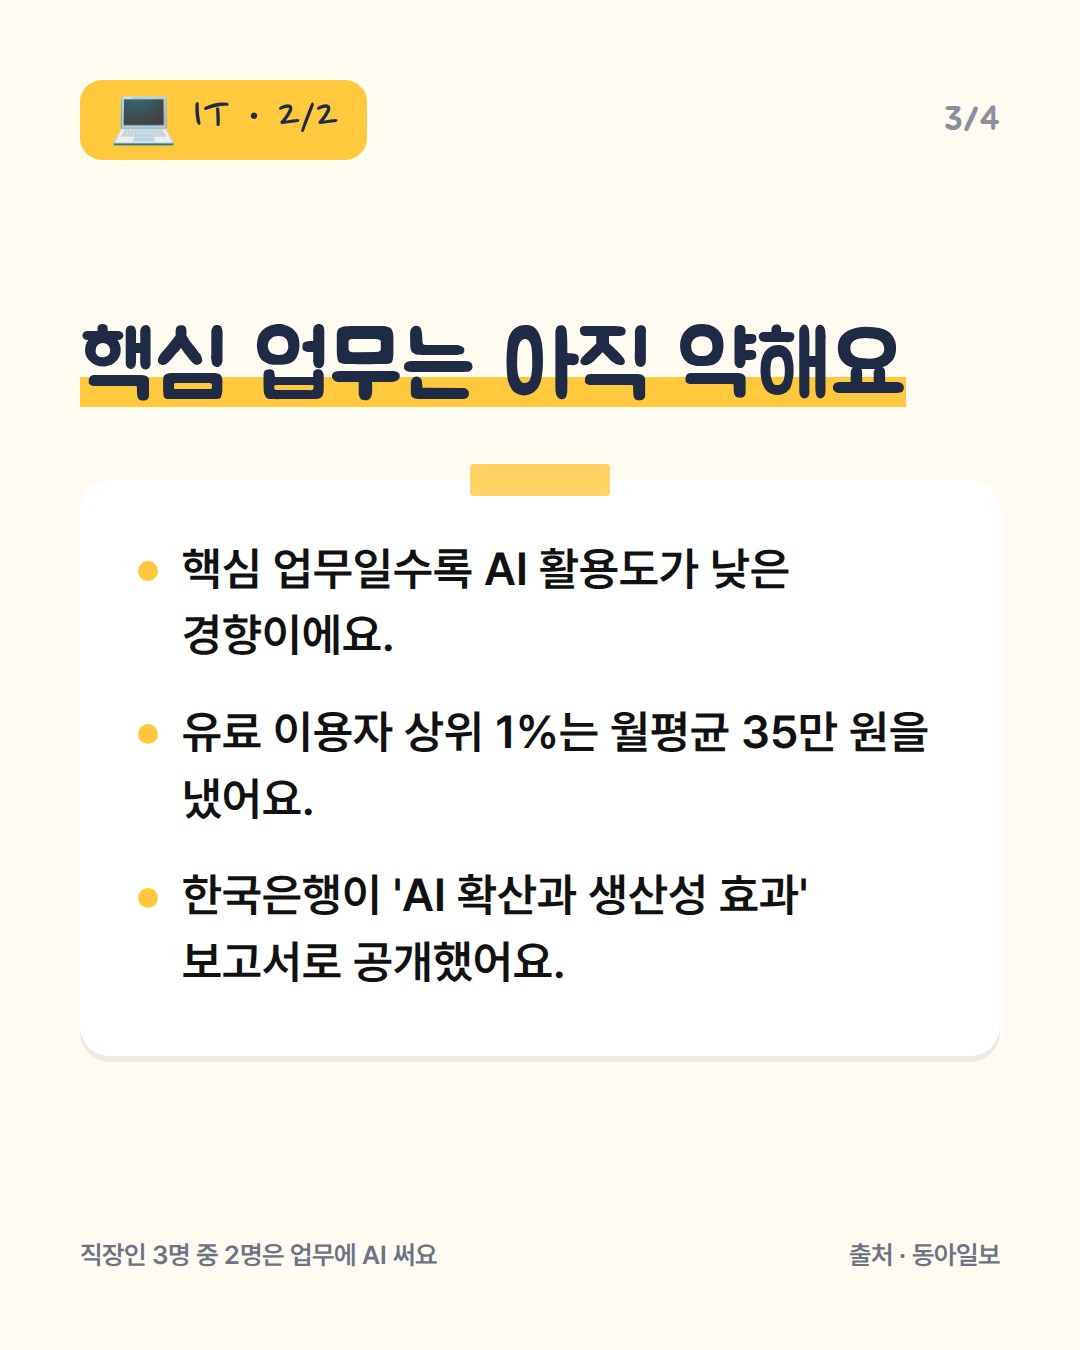 IT · 2/2
3/4
핵심 업무는 아직 약해요
핵심 업무일수록 AI 활용도가 낮은
경향이에요.
유료 이용자 상위 1%는 월평균 35만 원을
냈어요.
한국은행이 'AI 확산과 생산성 효과'
보고서로 공개했어요.
직장인 3명 중 2명은 업무에 AI 써요
출처 · 동아일보